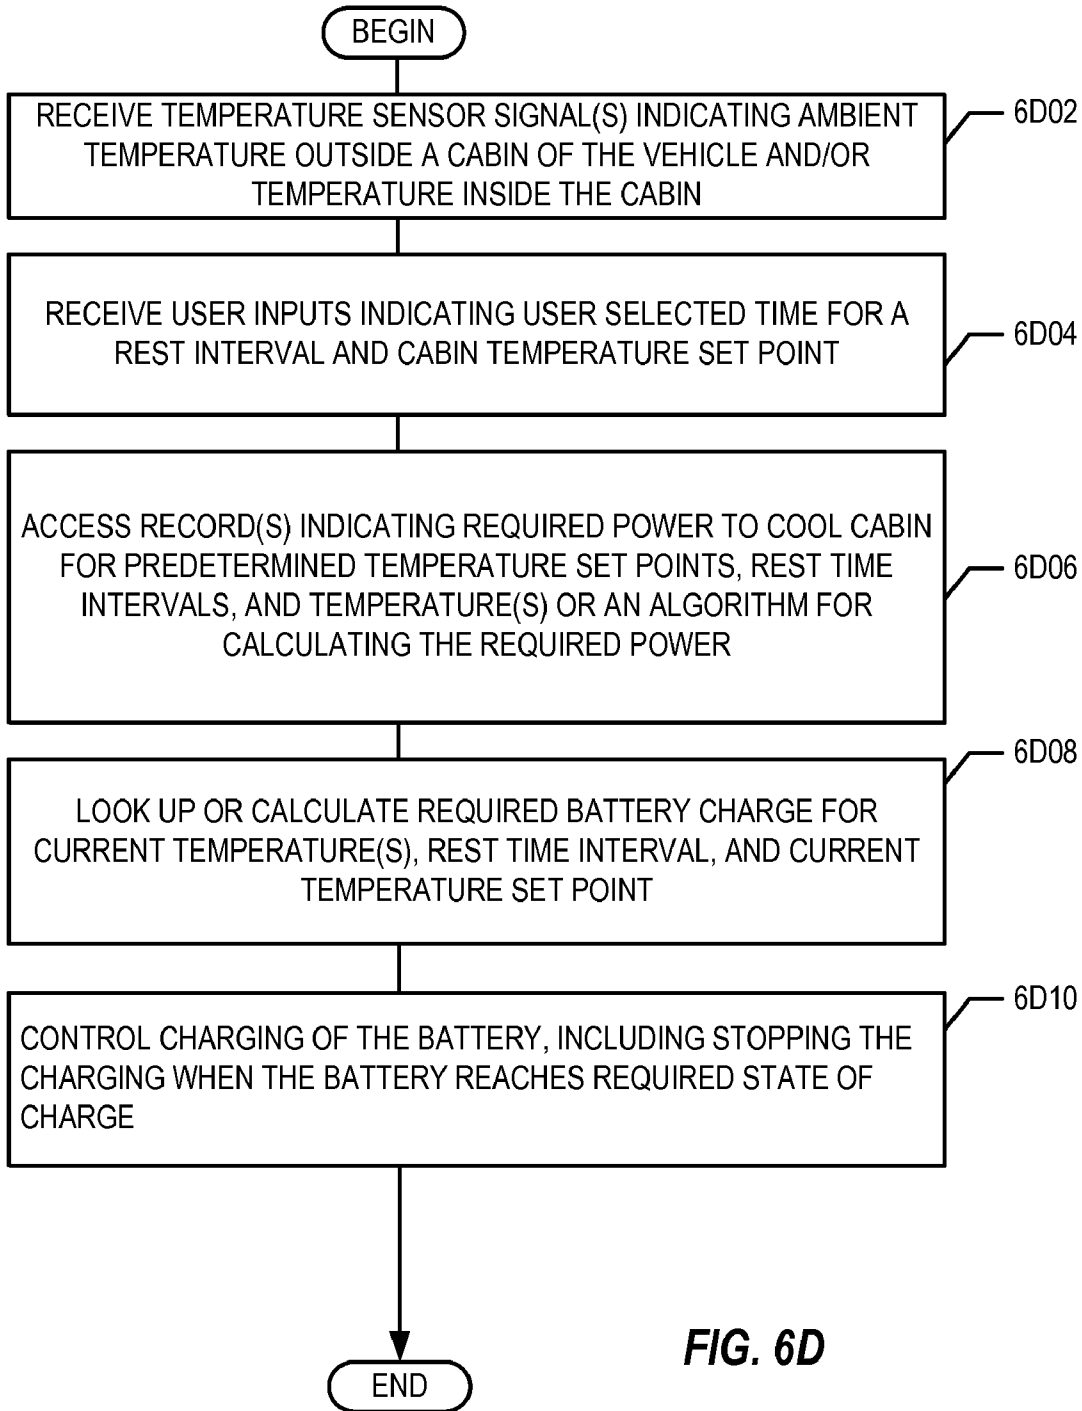 BEGIN
RECEIVE TEMPERATURE SENSOR SIGNAL(S) INDICATING AMBIENT
TEMPERATURE OUTSIDE A CABIN OF THE VEHICLE AND/OR
TEMPERATURE INSIDE THE CABIN
6D02
RECEIVE USER INPUTS INDICATING USER SELECTED TIME FOR A
REST INTERVAL AND CABIN TEMPERATURE SET POINT
6D04
ACCESS RECORD(S) INDICATING REQUIRED POWER TO COOL CABIN
FOR PREDETERMINED TEMPERATURE SET POINTS, REST TIME
INTERVALS, AND TEMPERATURE(S) OR AN ALGORITHM FOR
CALCULATING THE REQUIRED POWER
6D06
LOOK UP OR CALCULATE REQUIRED BATTERY CHARGE FOR
CURRENT TEMPERATURE(S), REST TIME INTERVAL, AND CURRENT
TEMPERATURE SET POINT
6D08
CONTROL CHARGING OF THE BATTERY, INCLUDING STOPPING THE
CHARGING WHEN THE BATTERY REACHES REQUIRED STATE OF
CHARGE
6D10
END
FIG. 6D